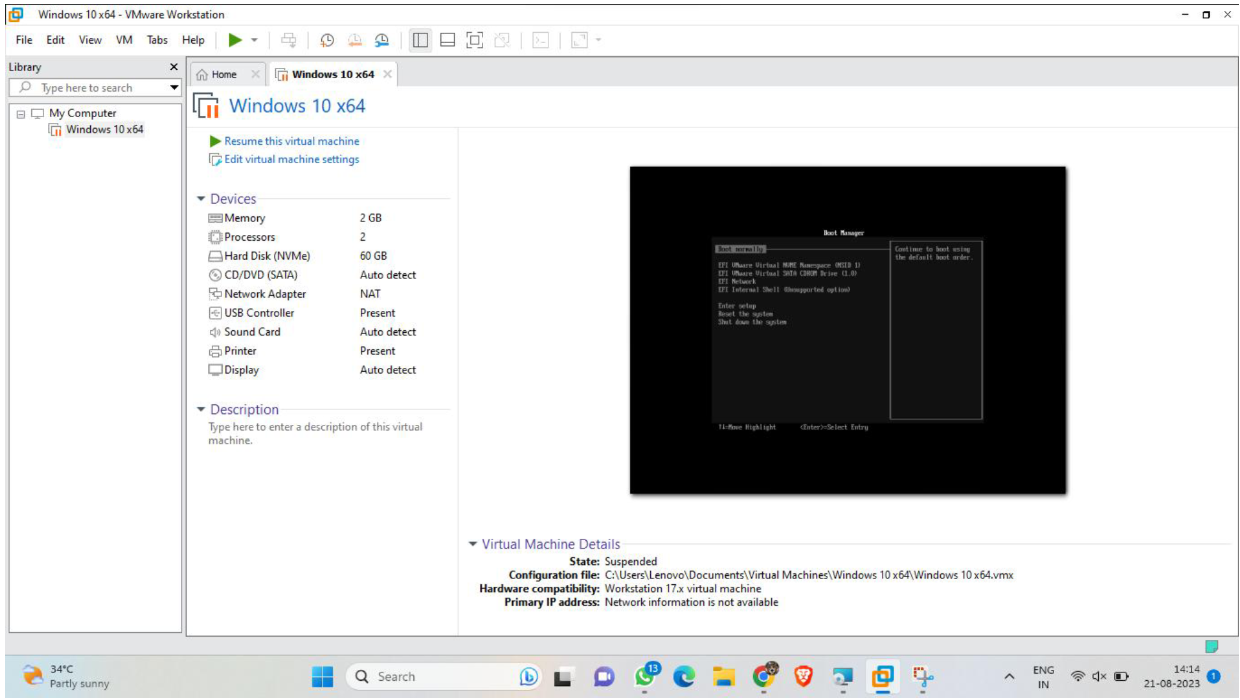 Windows 10 x64 - VMware Workstation
File Edit View VM Tabs Help
Library
Type here to search
My Computer
Windows 10 x64
Home
Windows 10 x64
Windows 10 x64
Resume this virtual machine
Edit virtual machine settings
Devices
Memory 2 GB
Processors 2
Hard Disk (NVMe) 60 GB
CD/DVD (SATA) Auto detect
Network Adapter NAT
USB Controller Present
Sound Card Auto detect
Printer Present
Display Auto detect
Description
Type here to enter a description of this virtual
machine.
Boot Manager
Boot normally
EFI VMware Virtual NVME Namespace (NSID 1)
EFI VMware Virtual SATA CDROM Drive (1.0)
EFI Network
EFI Internal Shell (Unsupported option)
Enter setup
Reset the system
Shut down the system
Continue to boot using
the default boot order.
↑↓=Move Highlight <Enter>=Select Entry
Virtual Machine Details
State: Suspended
Configuration file: C:\Users\Lenovo\Documents\Virtual Machines\Windows 10 x64\Windows 10 x64.vmx
Hardware compatibility: Workstation 17.x virtual machine
Primary IP address: Network information is not available
34°C
Partly sunny
Search
13
ENG
IN
14:14
21-08-2023
1